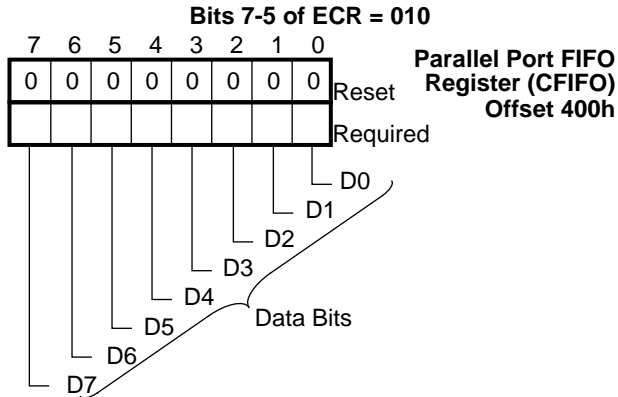 Bits 7-5 of ECR = 010
7 6 5 4 3 2 1 0
Parallel Port FIFO
Register (CFIFO)
Offset 400h
0 0 0 0 0 0 0 0 Reset
Required
D0
D1
D2
D3
D4
Data Bits
D5
D6
D7